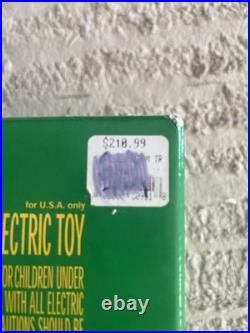 $210.99
for U.S.A. only
ECTRIC TOY
OR CHILDREN UNDER
WITH ALL ELECTRIC
UTIONS SHOULD BE